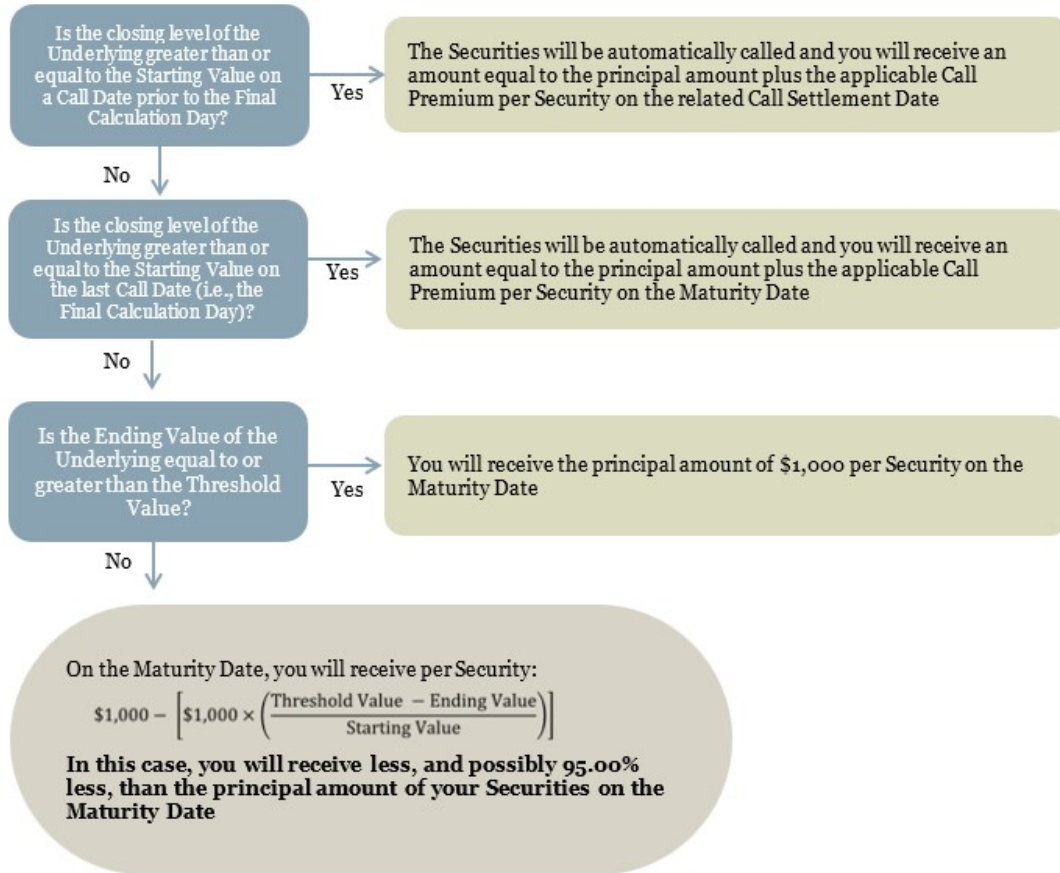 Is the closing level of the
Underlying greater than or
equal to the Starting Value on
a Call Date prior to the Final
Calculation Day?
Yes
The Securities will be automatically called and you will receive an
amount equal to the principal amount plus the applicable Call
Premium per Security on the related Call Settlement Date
No
Is the closing level of the
Underlying greater than or
equal to the Starting Value on
the last Call Date (i.e., the
Final Calculation Day)?
Yes
The Securities will be automatically called and you will receive an
amount equal to the principal amount plus the applicable Call
Premium per Security on the Maturity Date
No
Is the Ending Value of the
Underlying equal to or
greater than the Threshold
Value?
Yes
You will receive the principal amount of $1,000 per Security on the
Maturity Date
No
On the Maturity Date, you will receive per Security:
$1,000 − [$1,000 × (Threshold Value − Ending Value / Starting Value)]
In this case, you will receive less, and possibly 95.00%
less, than the principal amount of your Securities on the
Maturity Date